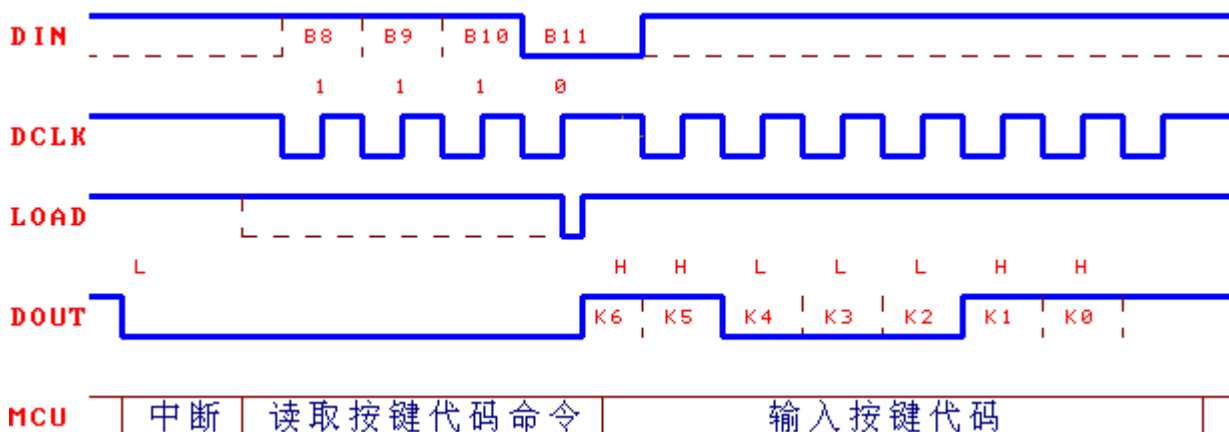 DIN B8 B9 B10 B11
1 1 1 0
DCLK
LOAD
L H H L L L H H
DOUT K6 K5 K4 K3 K2 K1 K0
MCU 中断 读取按键代码命令 输入按键代码